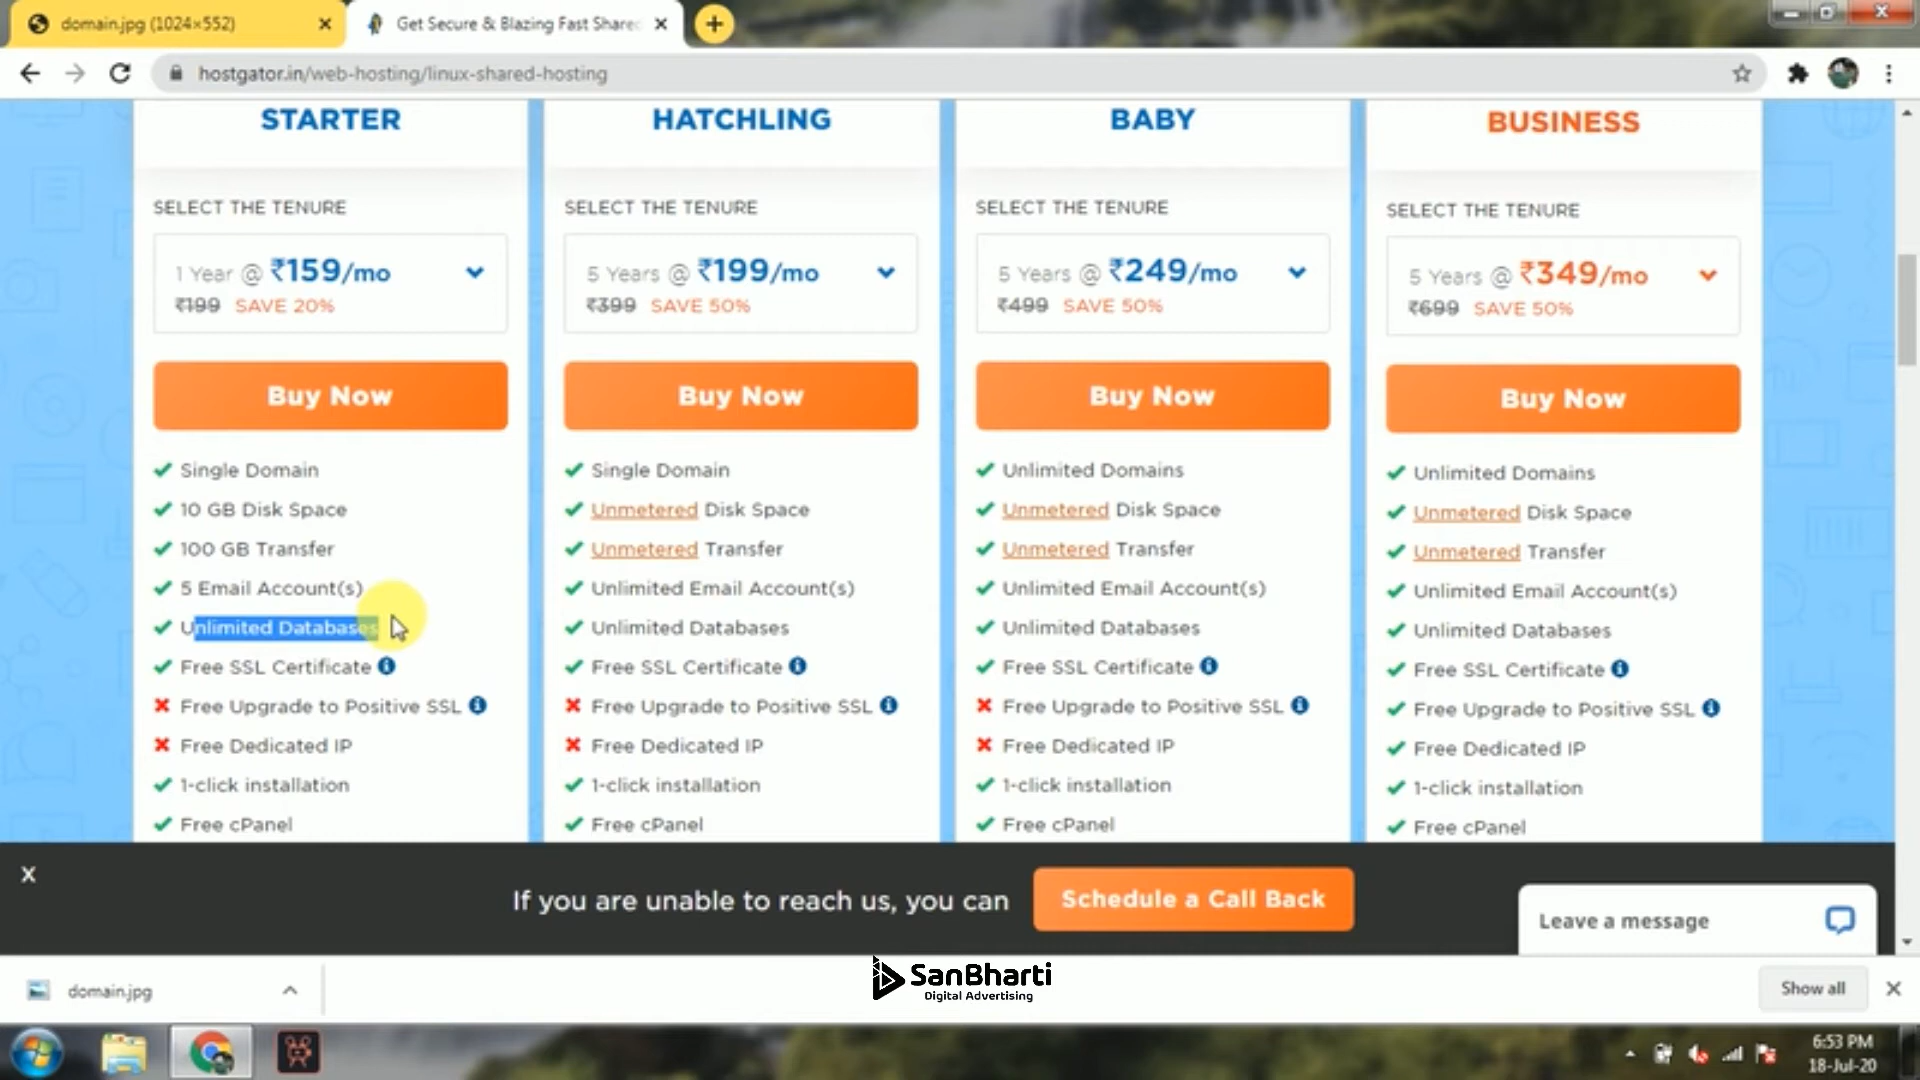 domain.jpg (1024×552)
Get Secure & Blazing Fast Share
hostgator.in/web-hosting/linux-shared-hosting
STARTER
SELECT THE TENURE
1 Year @ ₹159/mo
₹199 SAVE 20%
Buy Now
Single Domain
10 GB Disk Space
100 GB Transfer
5 Email Account(s)
Unlimited Databases
Free SSL Certificate
Free Upgrade to Positive SSL
Free Dedicated IP
1-click installation
Free cPanel
HATCHLING
SELECT THE TENURE
5 Years @ ₹199/mo
₹399 SAVE 50%
Buy Now
Single Domain
Unmetered Disk Space
Unmetered Transfer
Unlimited Email Account(s)
Unlimited Databases
Free SSL Certificate
Free Upgrade to Positive SSL
Free Dedicated IP
1-click installation
Free cPanel
BABY
SELECT THE TENURE
5 Years @ ₹249/mo
₹499 SAVE 50%
Buy Now
Unlimited Domains
Unmetered Disk Space
Unmetered Transfer
Unlimited Email Account(s)
Unlimited Databases
Free SSL Certificate
Free Upgrade to Positive SSL
Free Dedicated IP
1-click installation
Free cPanel
BUSINESS
SELECT THE TENURE
5 Years @ ₹349/mo
₹699 SAVE 50%
Buy Now
Unlimited Domains
Unmetered Disk Space
Unmetered Transfer
Unlimited Email Account(s)
Unlimited Databases
Free SSL Certificate
Free Upgrade to Positive SSL
Free Dedicated IP
1-click installation
Free cPanel
X
If you are unable to reach us, you can
Schedule a Call Back
Leave a message
domain.jpg
SanBharti
Digital Advertising
Show all
6:53 PM
18-Jul-20